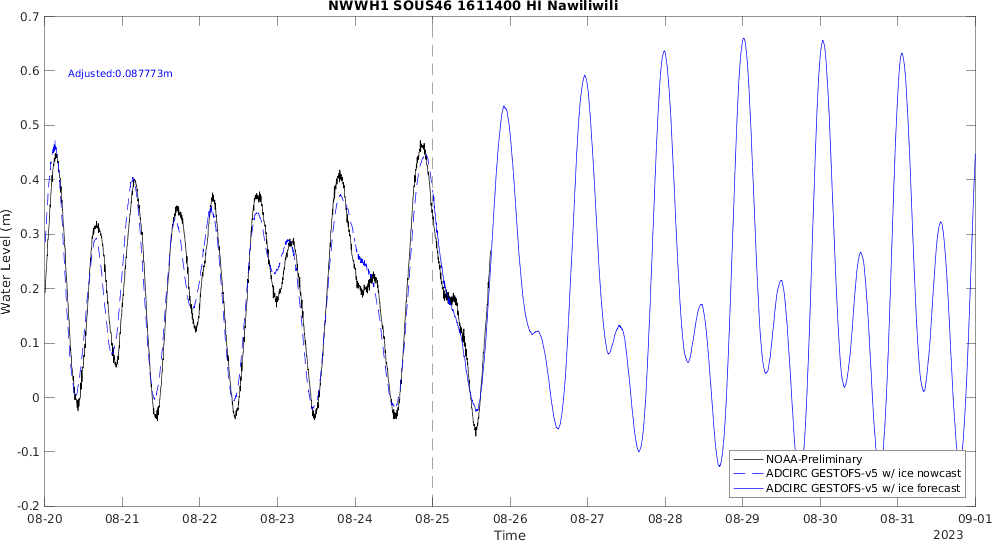 NWWH1 SOUS46 1611400 HI Nawiliwili
0.7
0.6
0.5
0.4
0.3
0.2
0.1
0
-0.1
-0.2
Water Level (m)
Adjusted:0.087773m
NOAA-Preliminary
ADCIRC GESTOFS-v5 w/ ice nowcast
ADCIRC GESTOFS-v5 w/ ice forecast
08-20 08-21 08-22 08-23 08-24 08-25 08-26 08-27 08-28 08-29 08-30 08-31 09-01
Time
2023